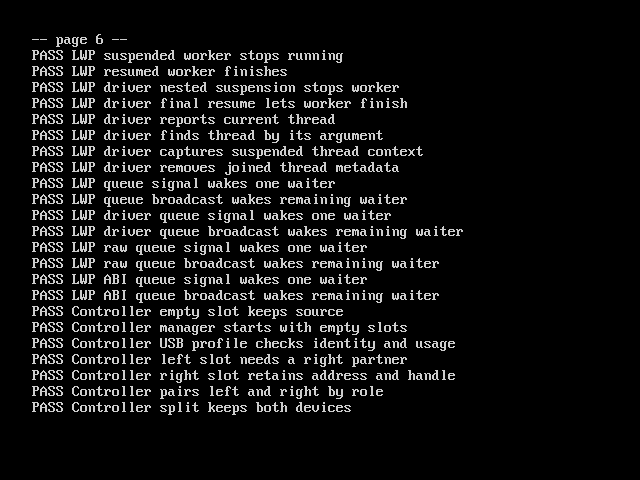 -- page 6 --
PASS LWP suspended worker stops running
PASS LWP resumed worker finishes
PASS LWP driver nested suspension stops worker
PASS LWP driver final resume lets worker finish
PASS LWP driver reports current thread
PASS LWP driver finds thread by its argument
PASS LWP driver captures suspended thread context
PASS LWP driver removes joined thread metadata
PASS LWP queue signal wakes one waiter
PASS LWP queue broadcast wakes remaining waiter
PASS LWP driver queue signal wakes one waiter
PASS LWP driver queue broadcast wakes remaining waiter
PASS LWP raw queue signal wakes one waiter
PASS LWP raw queue broadcast wakes remaining waiter
PASS LWP ABI queue signal wakes one waiter
PASS LWP ABI queue broadcast wakes remaining waiter
PASS Controller empty slot keeps source
PASS Controller manager starts with empty slots
PASS Controller USB profile checks identity and usage
PASS Controller left slot needs a right partner
PASS Controller right slot retains address and handle
PASS Controller pairs left and right by role
PASS Controller split keeps both devices